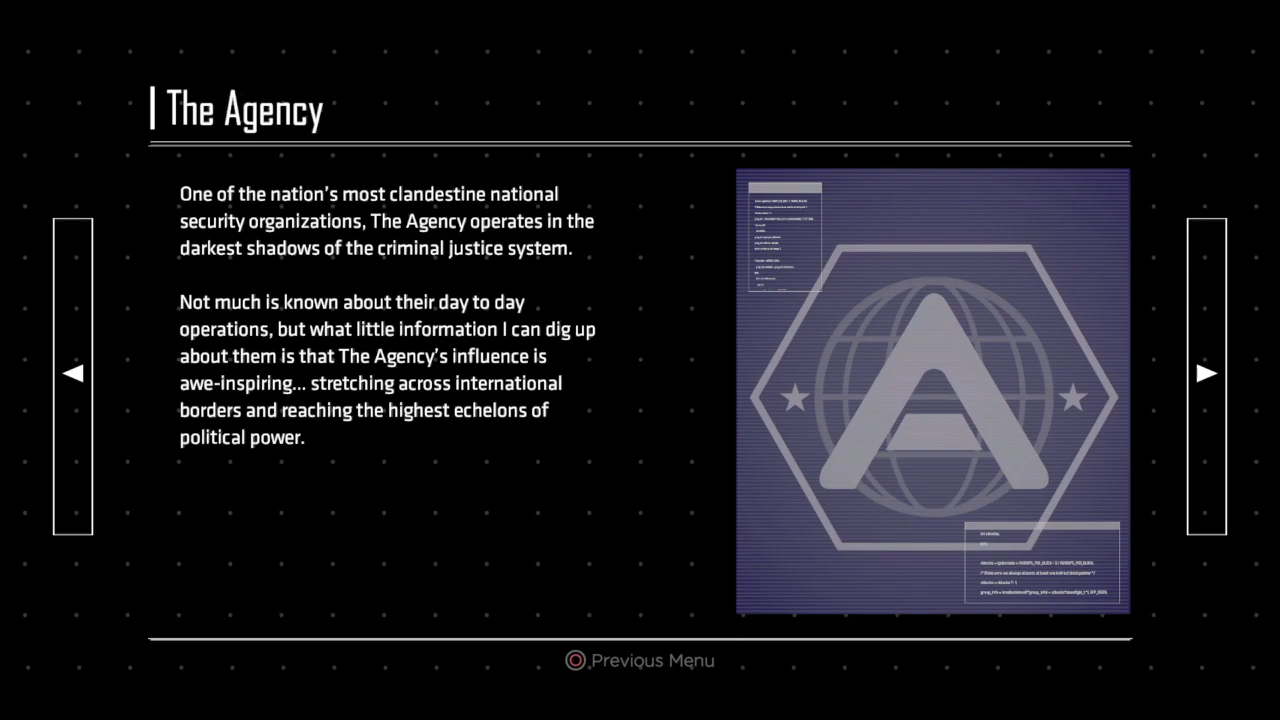 The Agency
One of the nation's most clandestine national
security organizations, The Agency operates in the
darkest shadows of the criminal justice system.
Not much is known about their day to day
operations, but what little information I can dig up
about them is that The Agency's influence is
awe-inspiring... stretching across international
borders and reaching the highest echelons of
political power.
Previous Menu